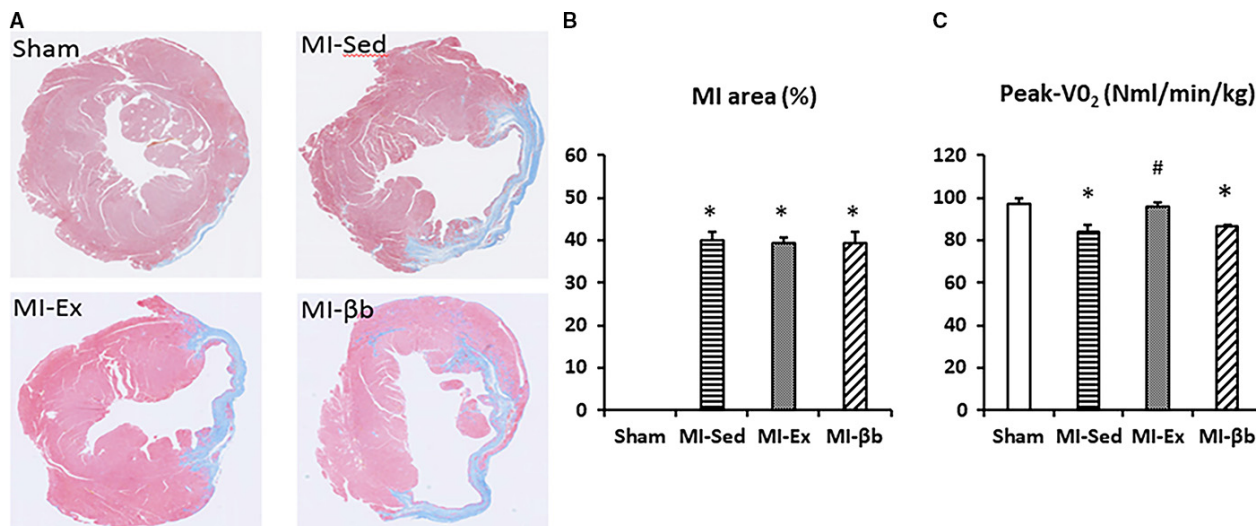 A
Sham
MI-Sed
MI-Ex
MI-βb
B
MI area (%)
60
50
40
30
20
10
0
* * *
Sham MI-Sed MI-Ex MI-βb
C
Peak-V0₂ (Nml/min/kg)
120
100
80
60
40
20
0
* # *
Sham MI-Sed MI-Ex MI-βb